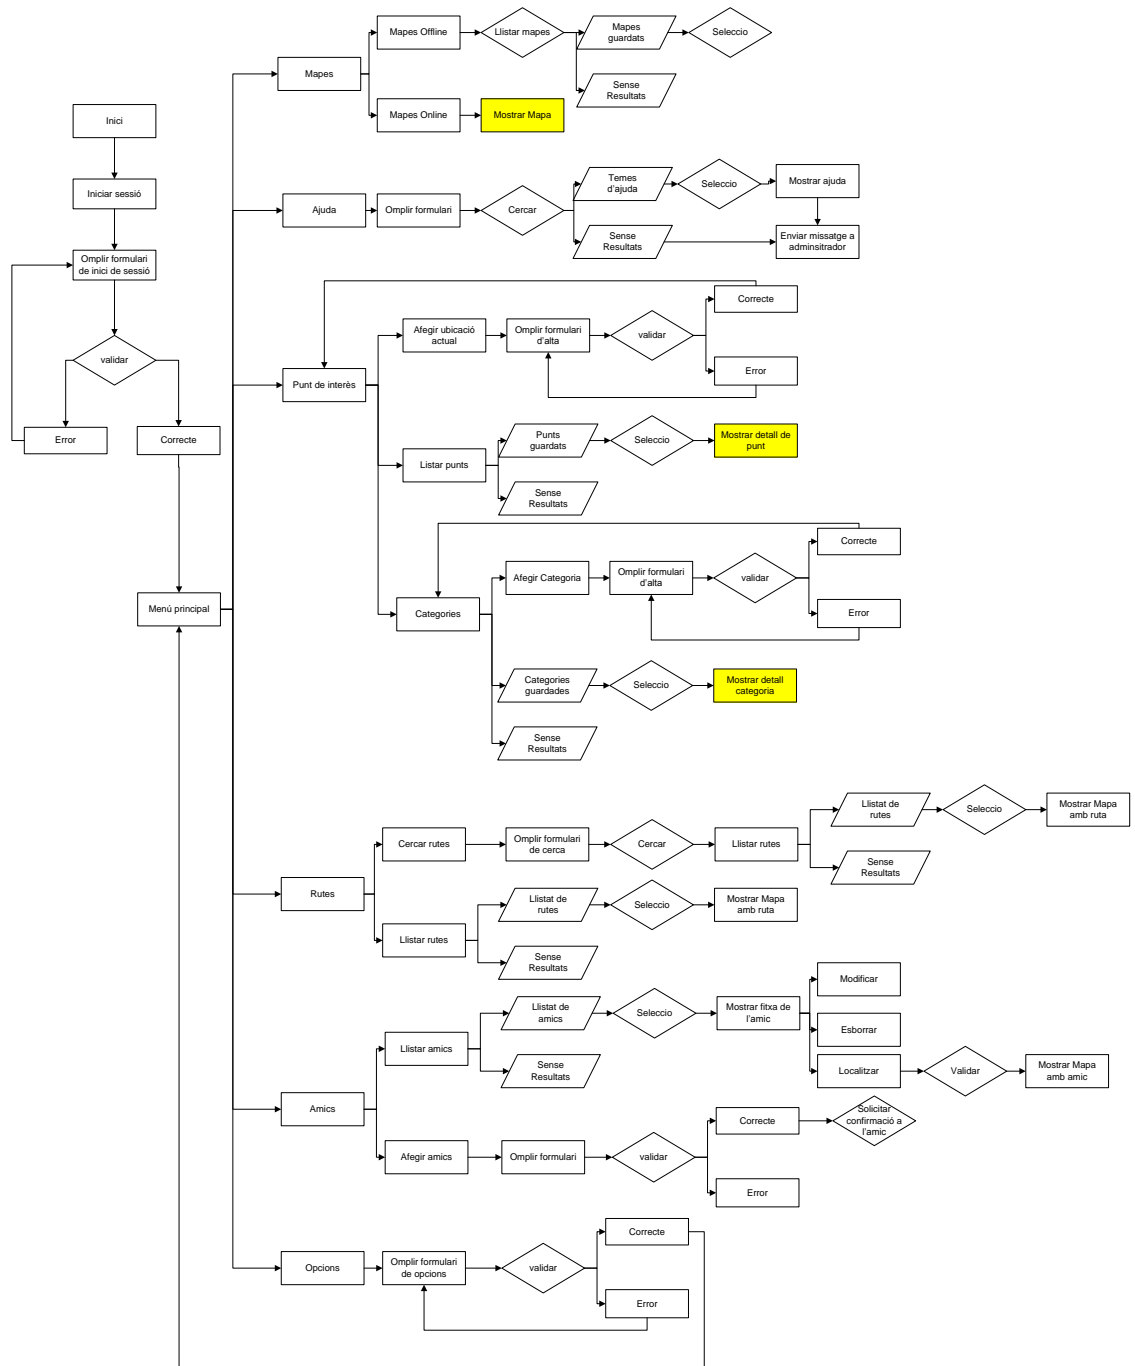 Inici
Iniciar sessió
Omplir formulari
de inici de sessió
validar
Error
Correcte
Menú principal
Mapes
Mapes Offline
Llistar mapes
Mapes
guardats
Seleccio
Sense
Resultats
Mapes Online
Mostrar Mapa
Ajuda
Omplir formulari
Cercar
Temes
d'ajuda
Seleccio
Mostrar ajuda
Sense
Resultats
Enviar missatge a
adminsitrador
Punt de interès
Afegir ubicació
actual
Omplir formulari
d'alta
validar
Correcte
Error
Listar punts
Punts
guardats
Seleccio
Mostrar detall de
punt
Sense
Resultats
Categories
Afegir Categoria
Omplir formulari
d'alta
validar
Correcte
Error
Categories
guardades
Seleccio
Mostrar detall
categoria
Sense
Resultats
Rutes
Cercar rutes
Omplir formulari
de cerca
Cercar
Llistar rutes
Llistat de
rutes
Seleccio
Mostrar Mapa
amb ruta
Sense
Resultats
Llistar rutes
Llistat de
rutes
Seleccio
Mostrar Mapa
amb ruta
Sense
Resultats
Amics
Llistar amics
Llistat de
amics
Seleccio
Mostrar fitxa de
l'amic
Modificar
Esborrar
Localitzar
Validar
Mostrar Mapa
amb amic
Sense
Resultats
Afegir amics
Omplir formulari
validar
Correcte
Solicitar
confirmació a
l'amic
Error
Opcions
Omplir formulari
de opcions
validar
Correcte
Error